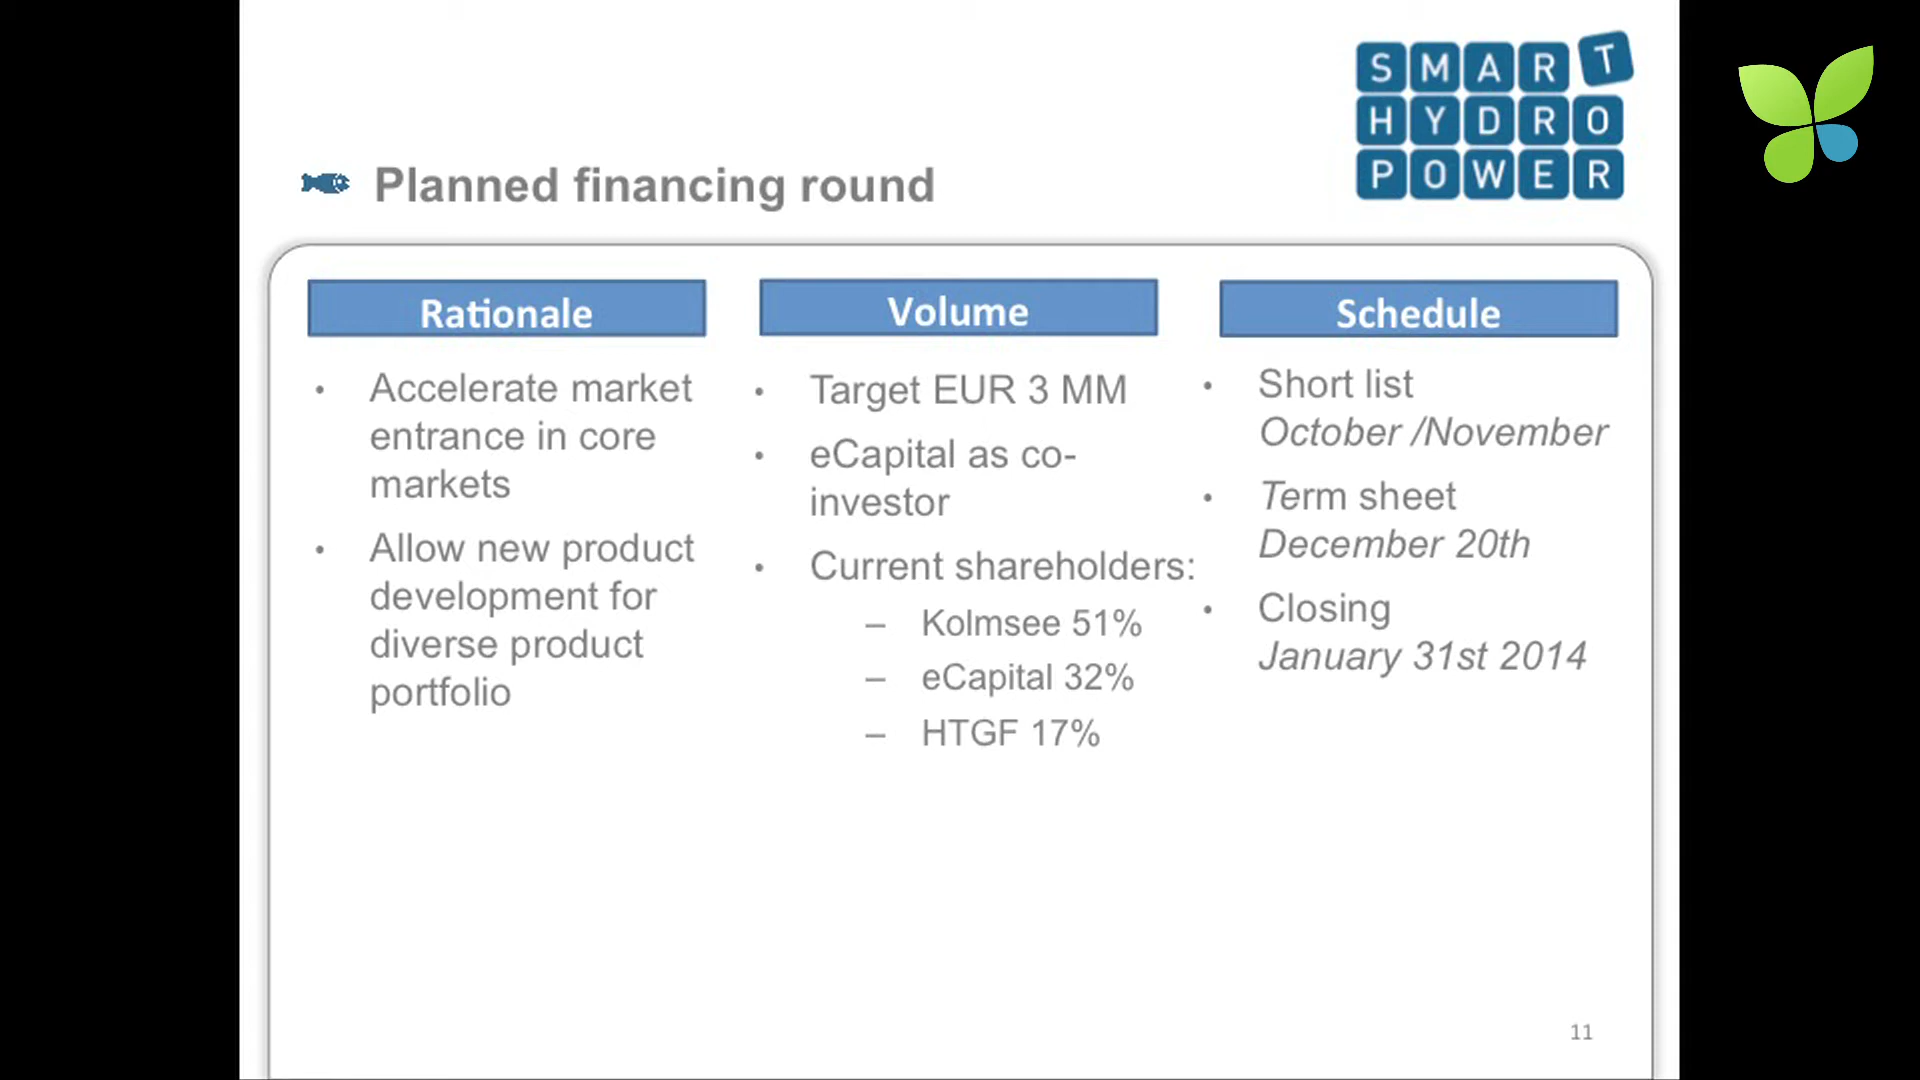 SMART
HYDRO
POWER
Planned financing round
Rationale
• Accelerate market
entrance in core
markets
• Allow new product
development for
diverse product
portfolio
Volume
• Target EUR 3 MM
• eCapital as co-
investor
• Current shareholders:
– Kolmsee 51%
– eCapital 32%
– HTGF 17%
Schedule
• Short list
October /November
• Term sheet
December 20th
• Closing
January 31st 2014
11